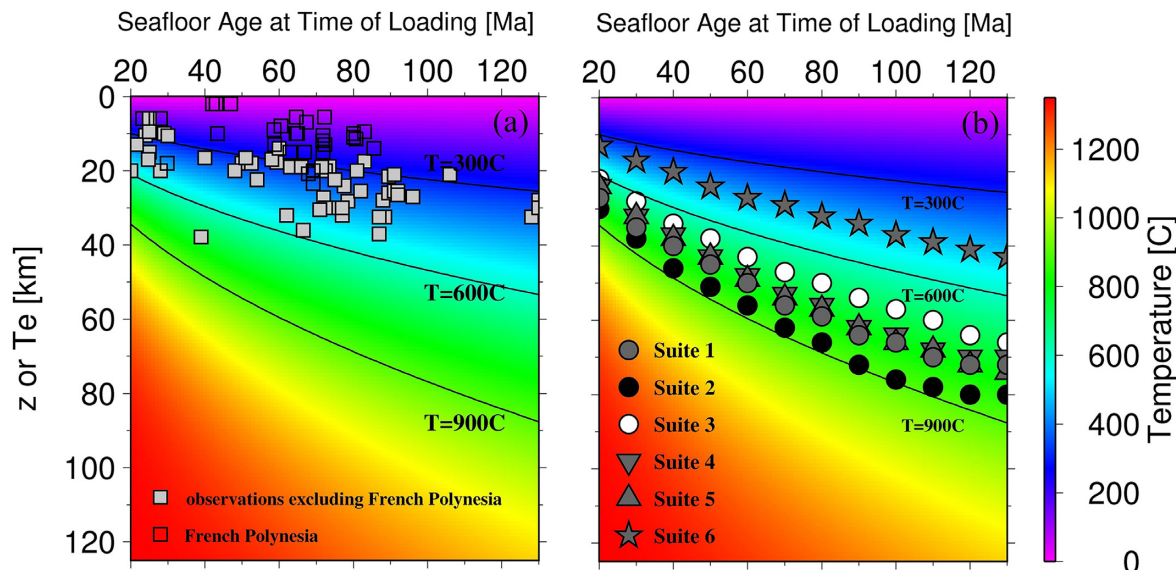 Seafloor Age at Time of Loading [Ma]
20 40 60 80 100 120
z or Te [km]
0
20
40
60
80
100
120
(a)
T=300C
T=600C
T=900C
observations excluding French Polynesia
French Polynesia
Seafloor Age at Time of Loading [Ma]
20 40 60 80 100 120
(b)
T=300C
T=600C
T=900C
Suite 1
Suite 2
Suite 3
Suite 4
Suite 5
Suite 6
1200
1000
800
600
400
200
0
Temperature [C]